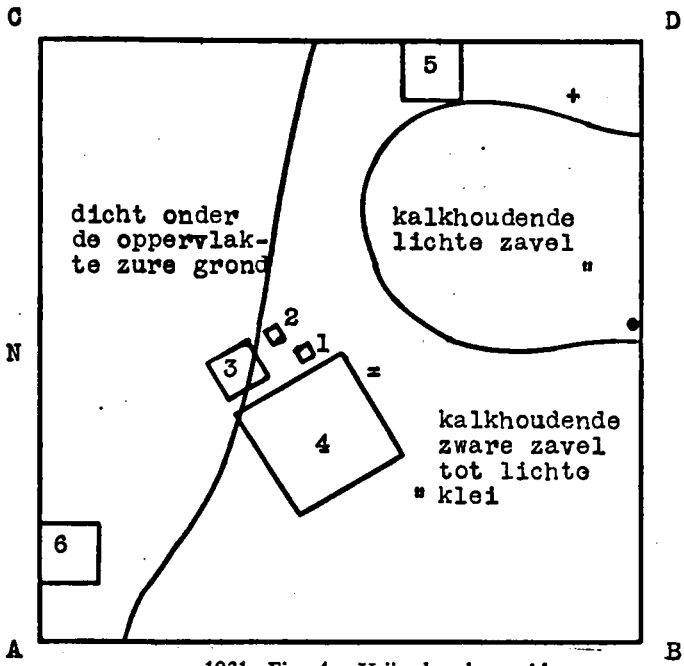 C
D
5
+
dicht onder
de oppervlak-
te zure grond
kalkhoudende
lichte zavel
"
2
1
N
3
=
4
kalkhoudende
zware zavel
tot lichte
" klei
6
A
B